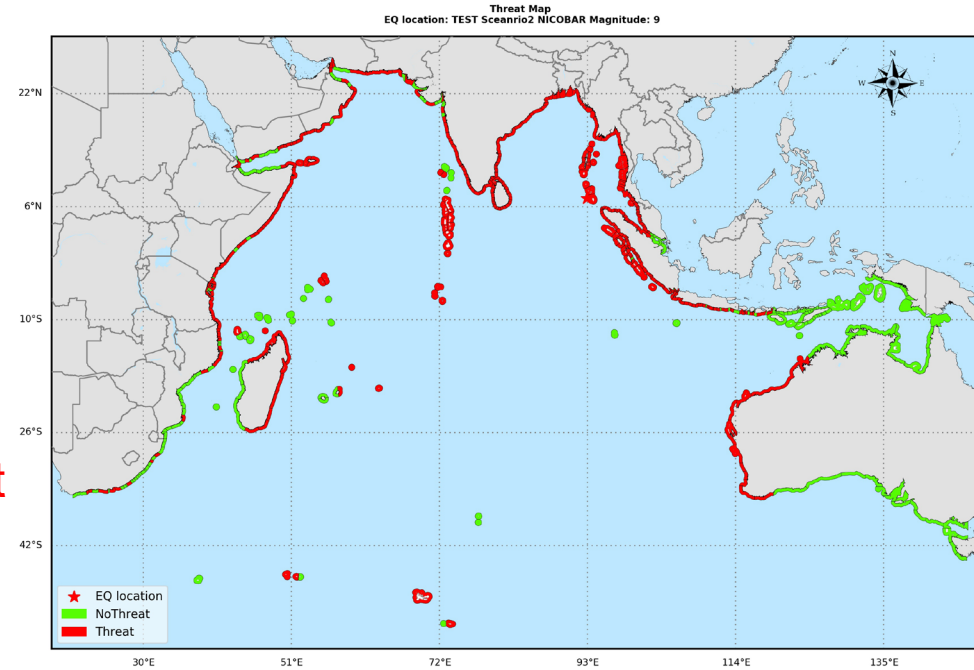 Threat Map
EQ location: TEST Sceanrio2 NICOBAR Magnitude: 9
N
W E
S
22°N
6°N
10°S
26°S
42°S
EQ location
NoThreat
Threat
30°E 51°E 72°E 93°E 114°E 135°E